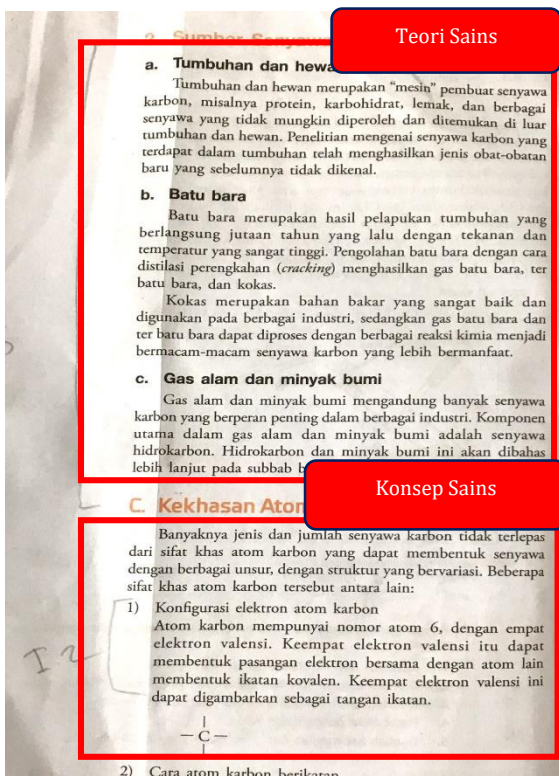 Teori Sains
2. Sumber Senyawa
a. Tumbuhan dan hewa
Tumbuhan dan hewan merupakan “mesin” pembuat senyawa
karbon, misalnya protein, karbohidrat, lemak, dan berbagai
senyawa yang tidak mungkin diperoleh dan ditemukan di luar
tumbuhan dan hewan. Penelitian mengenai senyawa karbon yang
terdapat dalam tumbuhan telah menghasilkan jenis obat-obatan
baru yang sebelumnya tidak dikenal.
b. Batu bara
Batu bara merupakan hasil pelapukan tumbuhan yang
berlangsung jutaan tahun yang lalu dengan tekanan dan
temperatur yang sangat tinggi. Pengolahan batu bara dengan cara
distilasi perengkahan (cracking) menghasilkan gas batu bara, ter
batu bara, dan kokas.
Kokas merupakan bahan bakar yang sangat baik dan
digunakan pada berbagai industri, sedangkan gas batu bara dan
ter batu bara dapat diproses dengan berbagai reaksi kimia menjadi
bermacam-macam senyawa karbon yang lebih bermanfaat.
c. Gas alam dan minyak bumi
Gas alam dan minyak bumi mengandung banyak senyawa
karbon yang berperan penting dalam berbagai industri. Komponen
utama dalam gas alam dan minyak bumi adalah senyawa
hidrokarbon. Hidrokarbon dan minyak bumi ini akan dibahas
lebih lanjut pada subbab b
Konsep Sains
C. Kekhasan Atom
Banyaknya jenis dan jumlah senyawa karbon tidak terlepas
dari sifat khas atom karbon yang dapat membentuk senyawa
dengan berbagai unsur, dengan struktur yang bervariasi. Beberapa
sifat khas atom karbon tersebut antara lain:
1) Konfigurasi elektron atom karbon
Atom karbon mempunyai nomor atom 6, dengan empat
elektron valensi. Keempat elektron valensi itu dapat
membentuk pasangan elektron bersama dengan atom lain
membentuk ikatan kovalen. Keempat elektron valensi ini
dapat digambarkan sebagai tangan ikatan.
– C –
2) Cara atom karbon berikatan